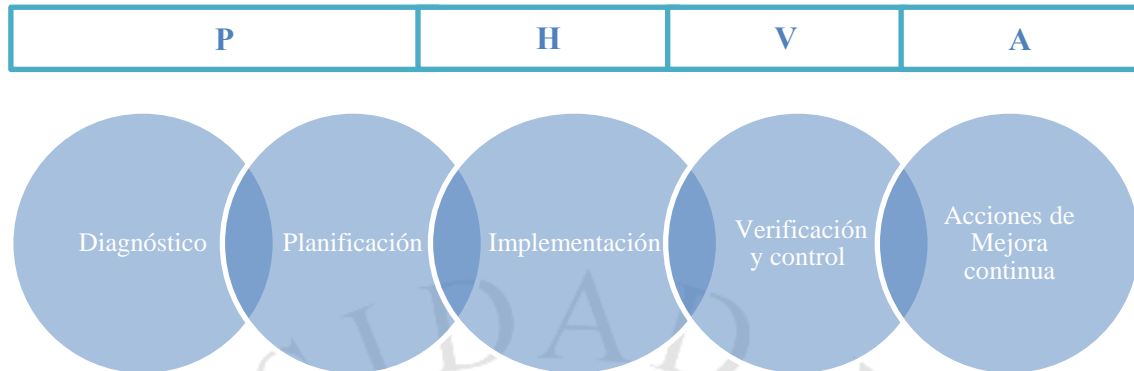 P H V A
Diagnóstico
Planificación
Implementación
Verificación
y control
Acciones de
Mejora
continua